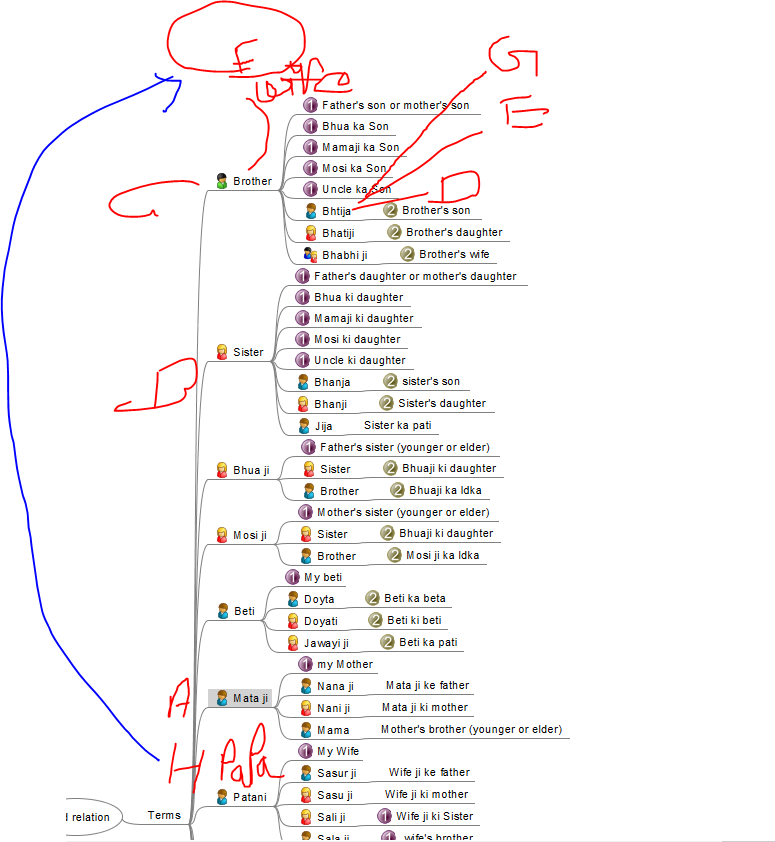 E
wife
G
E
Father's son or mother's son
Bhua ka Son
Mamaji ka Son
Mosi ka Son
Brother
Uncle ka Son
D
Bhtija 2 Brother's son
Bhatiji 2 Brother's daughter
Bhabhi ji 2 Brother's wife
1 Father's daughter or mother's daughter
1 Bhua ki daughter
1 Mamaji ki daughter
1 Mosi ki daughter
Sister
1 Uncle ki daughter
Bhanja 2 sister's son
Bhanji 2 Sister's daughter
Jija Sister ka pati
D
1 Father's sister (younger or elder)
Bhua ji
Sister 2 Bhuaji ki daughter
Brother 2 Bhuaji ka ldka
1 Mother's sister (younger or elder)
Mosi ji
Sister 2 Bhuaji ki daughter
Brother 2 Mosi ji ka ldka
1 My beti
Beti
Doyta 2 Beti ka beta
Doyati 2 Beti ki beti
Jawayi ji 2 Beti ka pati
1 my Mother
A
Mata ji
Nana ji Mata ji ke father
Nani ji Mata ji ki mother
Mama Mother's brother (younger or elder)
H PaPa
1 My Wife
Patani
Sasur ji Wife ji ke father
Sasu ji Wife ji ki mother
d relation
Terms
Sali ji 1 Wife ji ki Sister
Sala ji 1 wife's brother